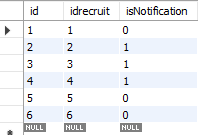 id idrecruit isNotification
1 1 0
2 2 1
3 3 1
4 4 1
5 5 0
6 6 0
NULL NULL NULL